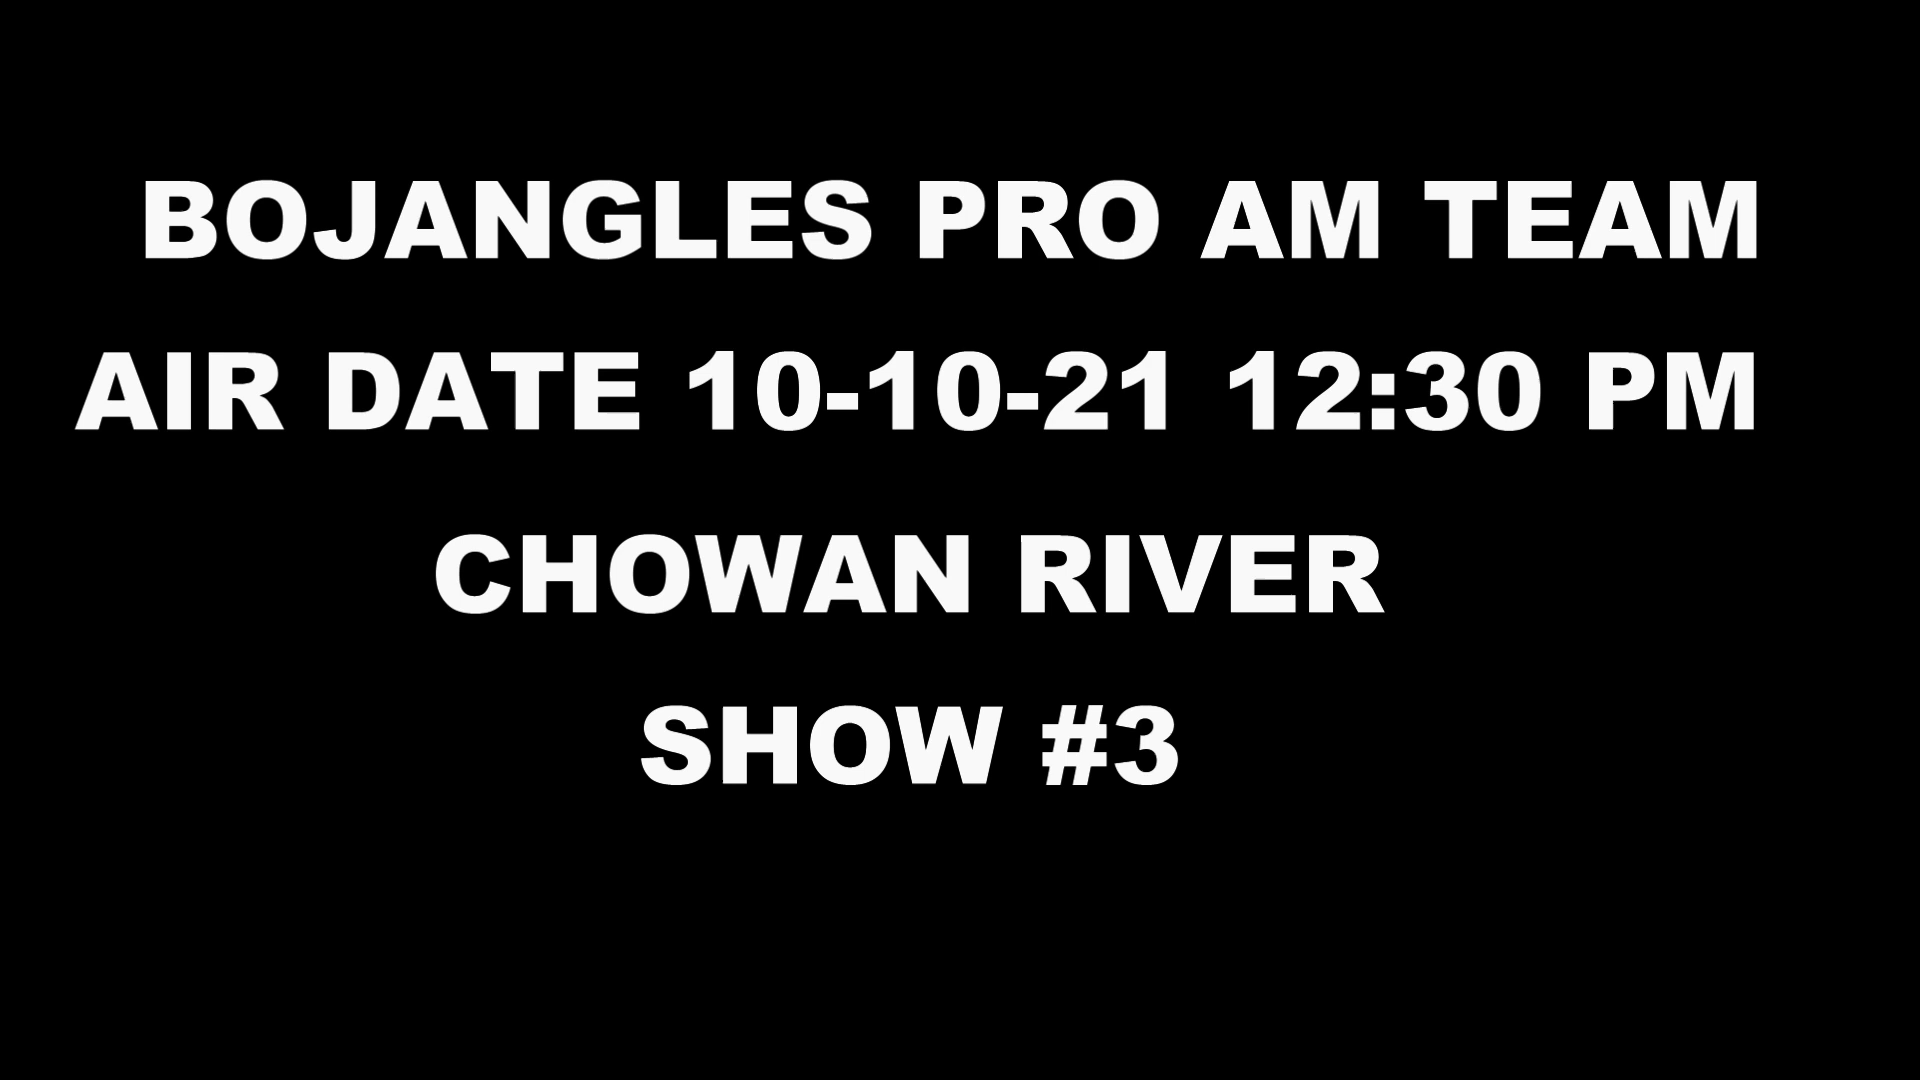 BOJANGLES PRO AM TEAM
AIR DATE 10-10-21 12:30 PM
CHOWAN RIVER
SHOW #3